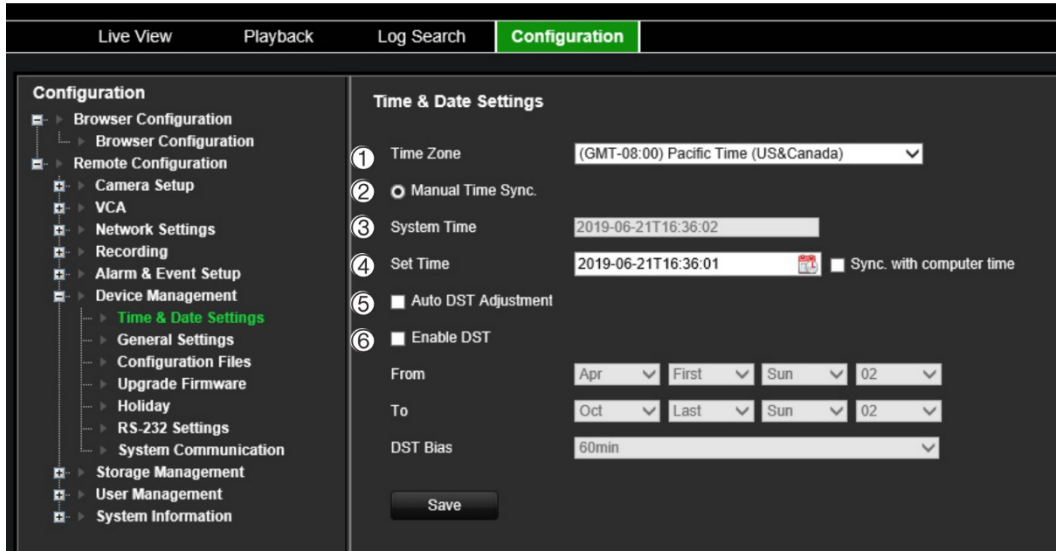 Live View Playback Log Search Configuration
Configuration
Browser Configuration
Browser Configuration
Remote Configuration
Camera Setup
VCA
Network Settings
Recording
Alarm & Event Setup
Device Management
Time & Date Settings
General Settings
Configuration Files
Upgrade Firmware
Holiday
RS-232 Settings
System Communication
Storage Management
User Management
System Information
Time & Date Settings
① Time Zone (GMT-08:00) Pacific Time (US&Canada)
② Manual Time Sync.
③ System Time 2019-06-21T16:36:02
④ Set Time 2019-06-21T16:36:01 Sync. with computer time
⑤ Auto DST Adjustment
⑥ Enable DST
From Apr First Sun 02
To Oct Last Sun 02
DST Bias 60min
Save